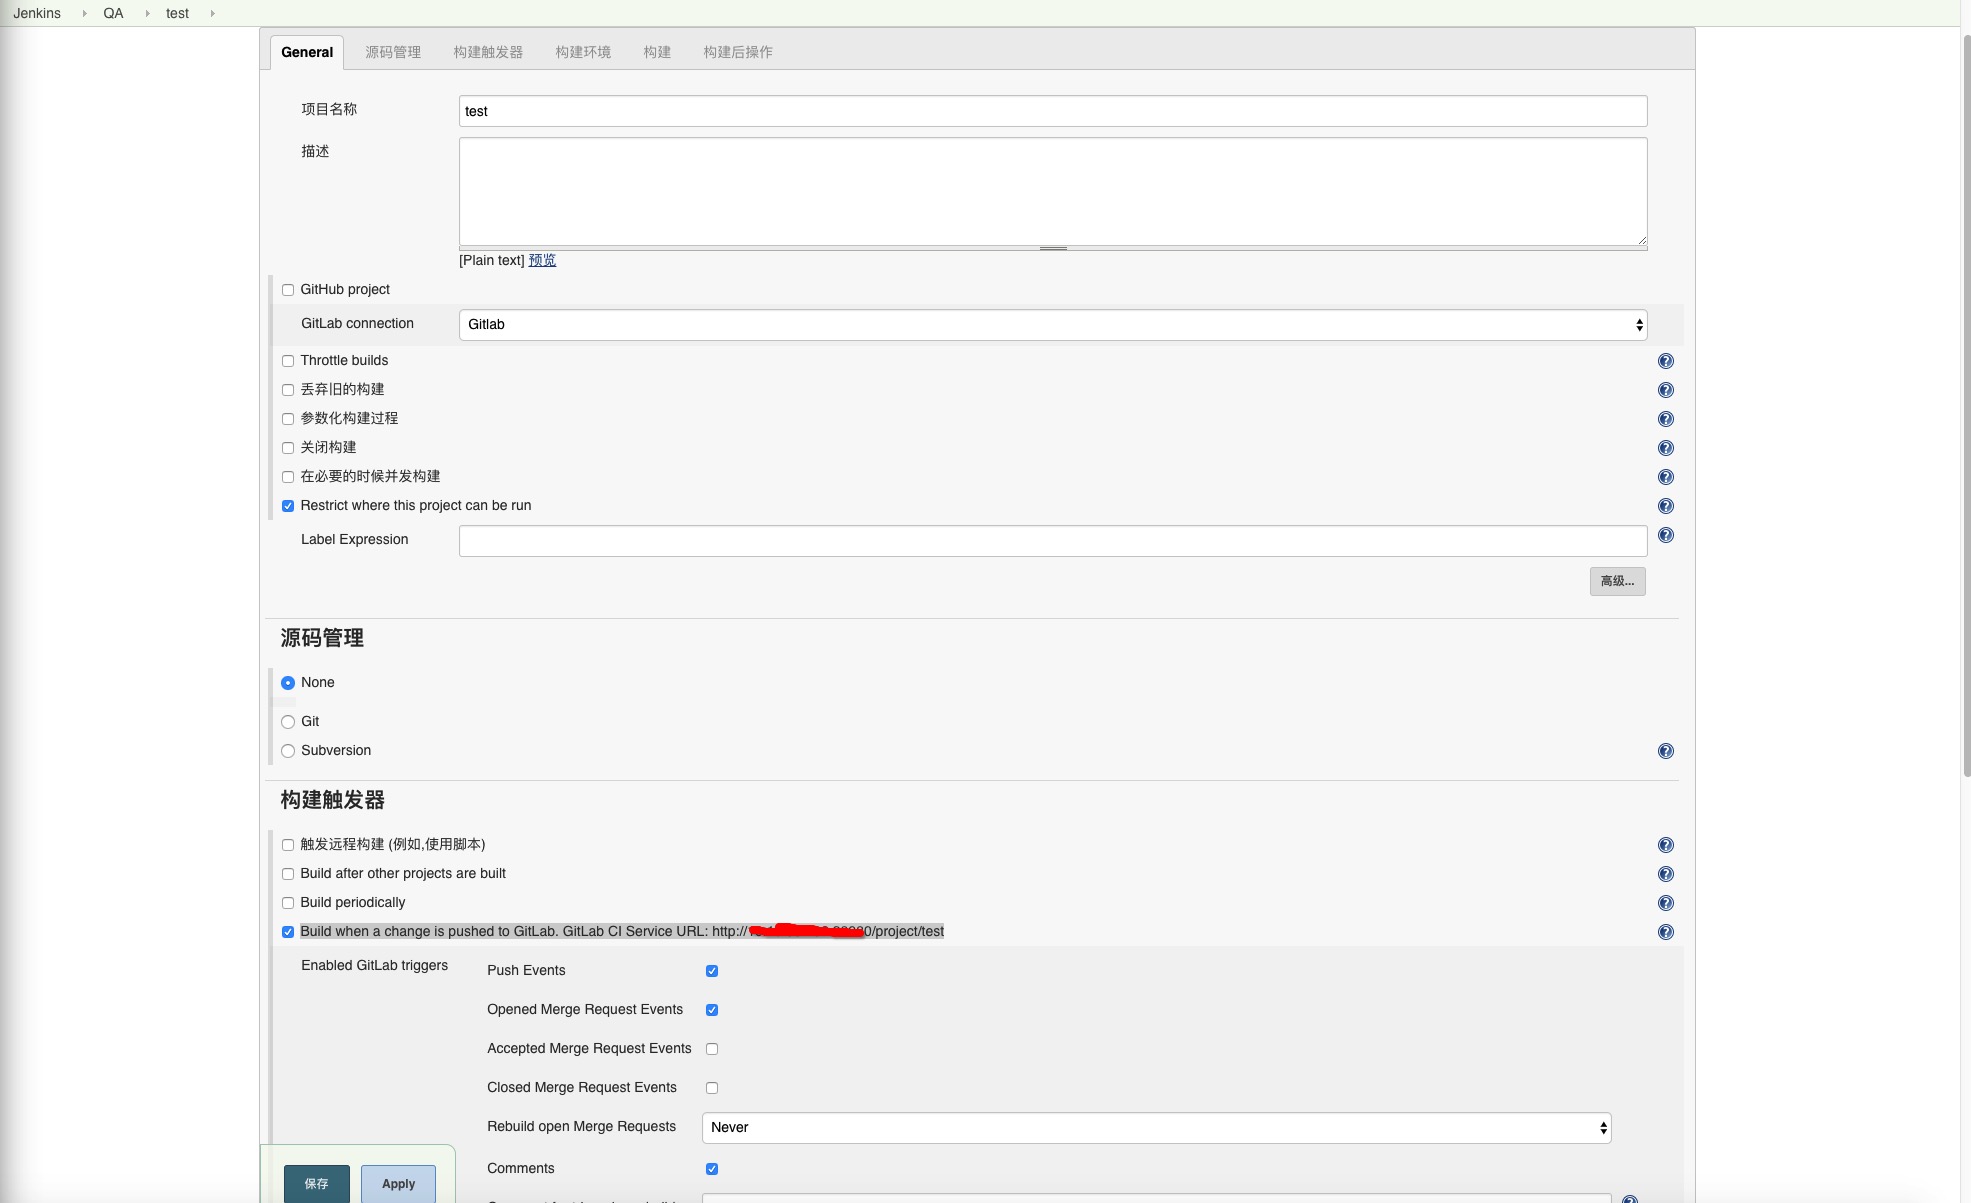 Jenkins QA test
General 源码管理 构建触发器 构建环境 构建 构建后操作
项目名称 test
描述
[Plain text] 预览
GitHub project
GitLab connection Gitlab
Throttle builds
丢弃旧的构建
参数化构建过程
关闭构建
在必要的时候并发构建
Restrict where this project can be run
Label Expression
高级...
源码管理
None
Git
Subversion
构建触发器
触发远程构建 (例如,使用脚本)
Build after other projects are built
Build periodically
Build when a change is pushed to GitLab. GitLab CI Service URL: http:// 0/project/test
Enabled GitLab triggers Push Events
Opened Merge Request Events
Accepted Merge Request Events
Closed Merge Request Events
Rebuild open Merge Requests Never
Comments
保存 Apply